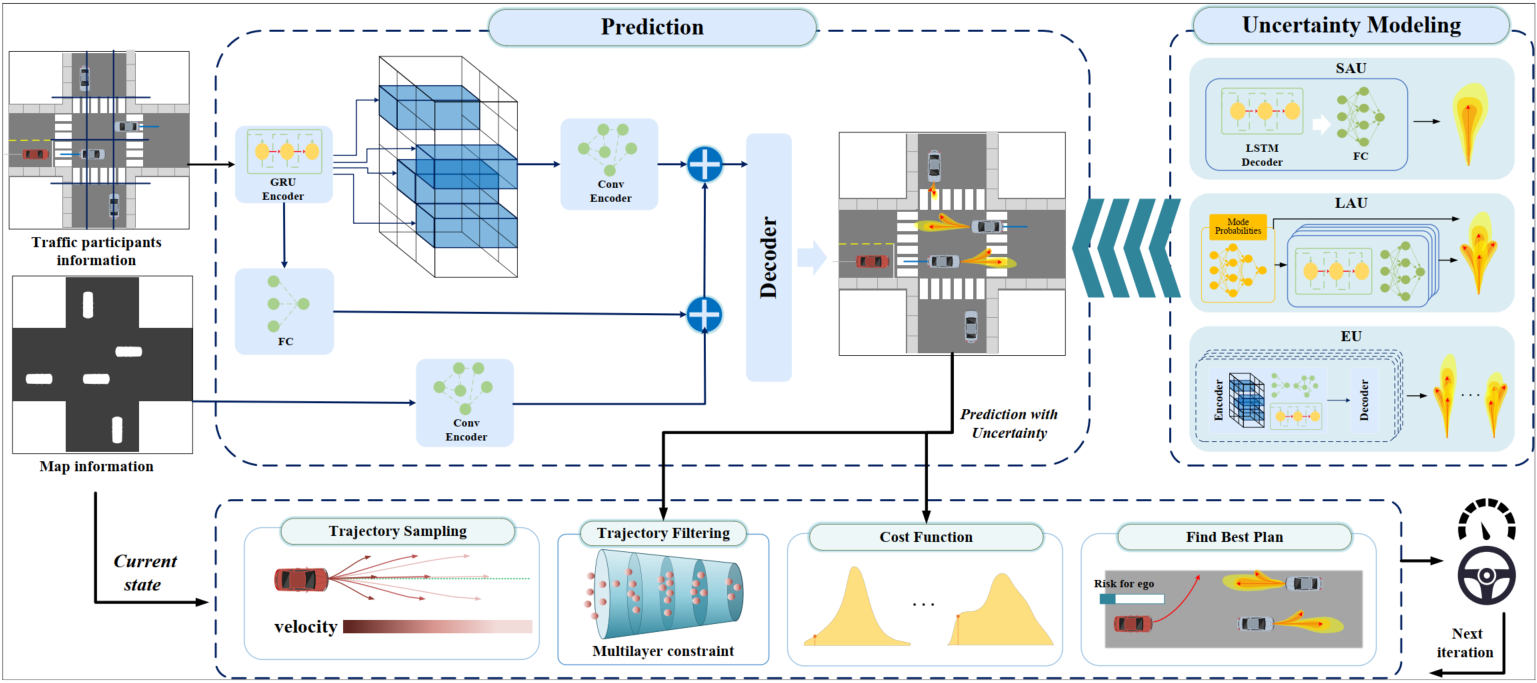 Prediction
Uncertainty Modeling
Traffic participants
information
GRU
Encoder
Conv
Encoder
FC
Conv
Encoder
Decoder
Map information
SAU
LSTM
Decoder
FC
LAU
Mode
Probabilities
EU
Encoder
Decoder
...
Prediction with
Uncertainty
Current
state
Trajectory Sampling
velocity
Trajectory Filtering
Multilayer constraint
Cost Function
...
Find Best Plan
Risk for ego
Next
iteration